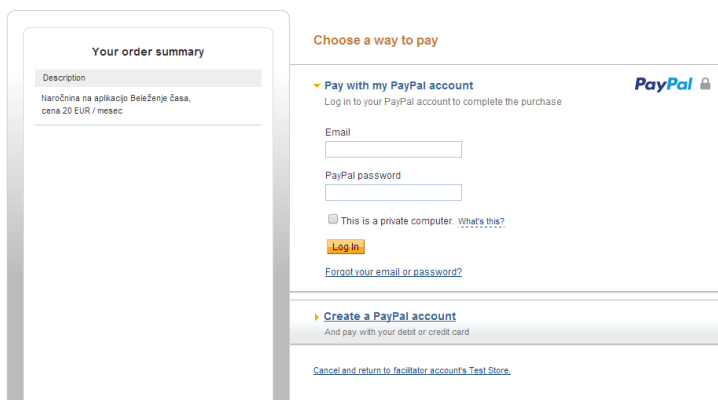 Your order summary
Description
Naročnina na aplikacijo Beleženje časa,
cena 20 EUR / mesec
Choose a way to pay
Pay with my PayPal account
PayPal
Log in to your PayPal account to complete the purchase
Email
PayPal password
This is a private computer. What's this?
Log In
Forgot your email or password?
Create a PayPal account
And pay with your debit or credit card
Cancel and return to facilitator account's Test Store.